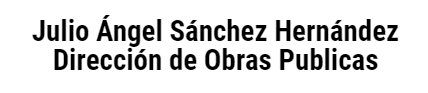 Julio Ángel Sánchez Hernández
Dirección de Obras Publicas